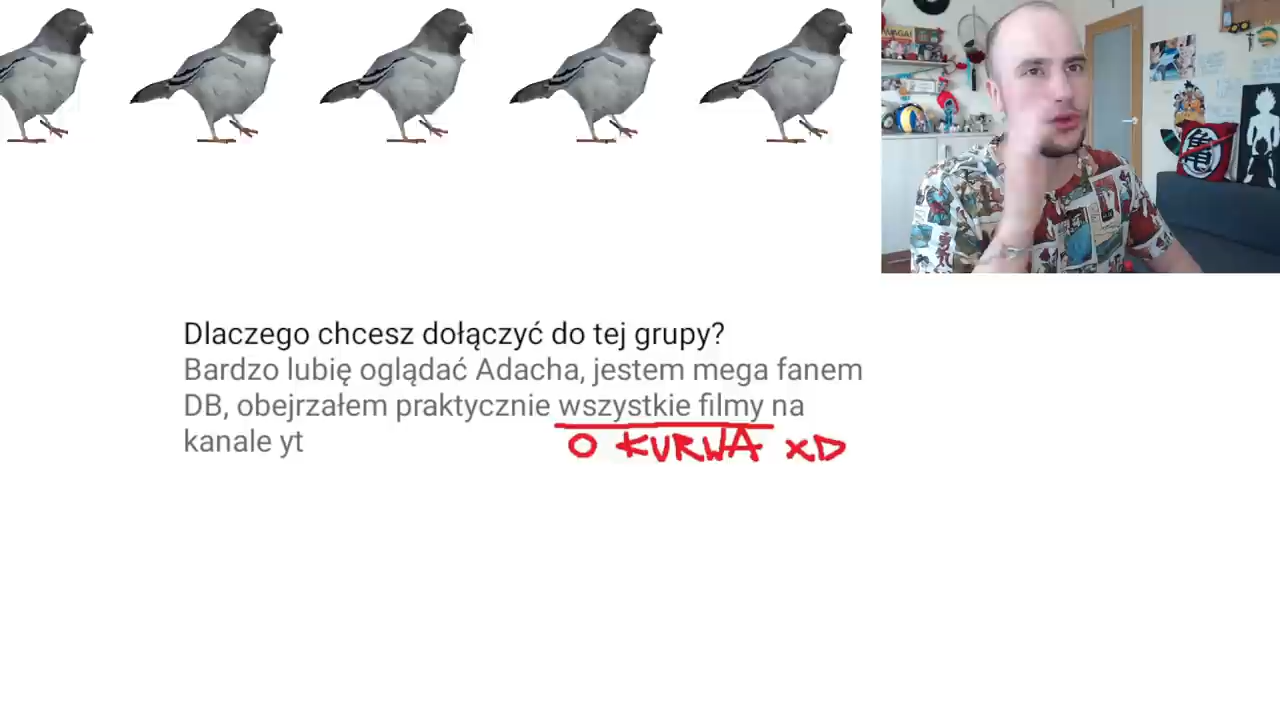 Dlaczego chcesz dołączyć do tej grupy?
Bardzo lubię oglądać Adacha, jestem mega fanem
DB, obejrzałem praktycznie wszystkie filmy na
kanale yt
O KURWA xD
亀